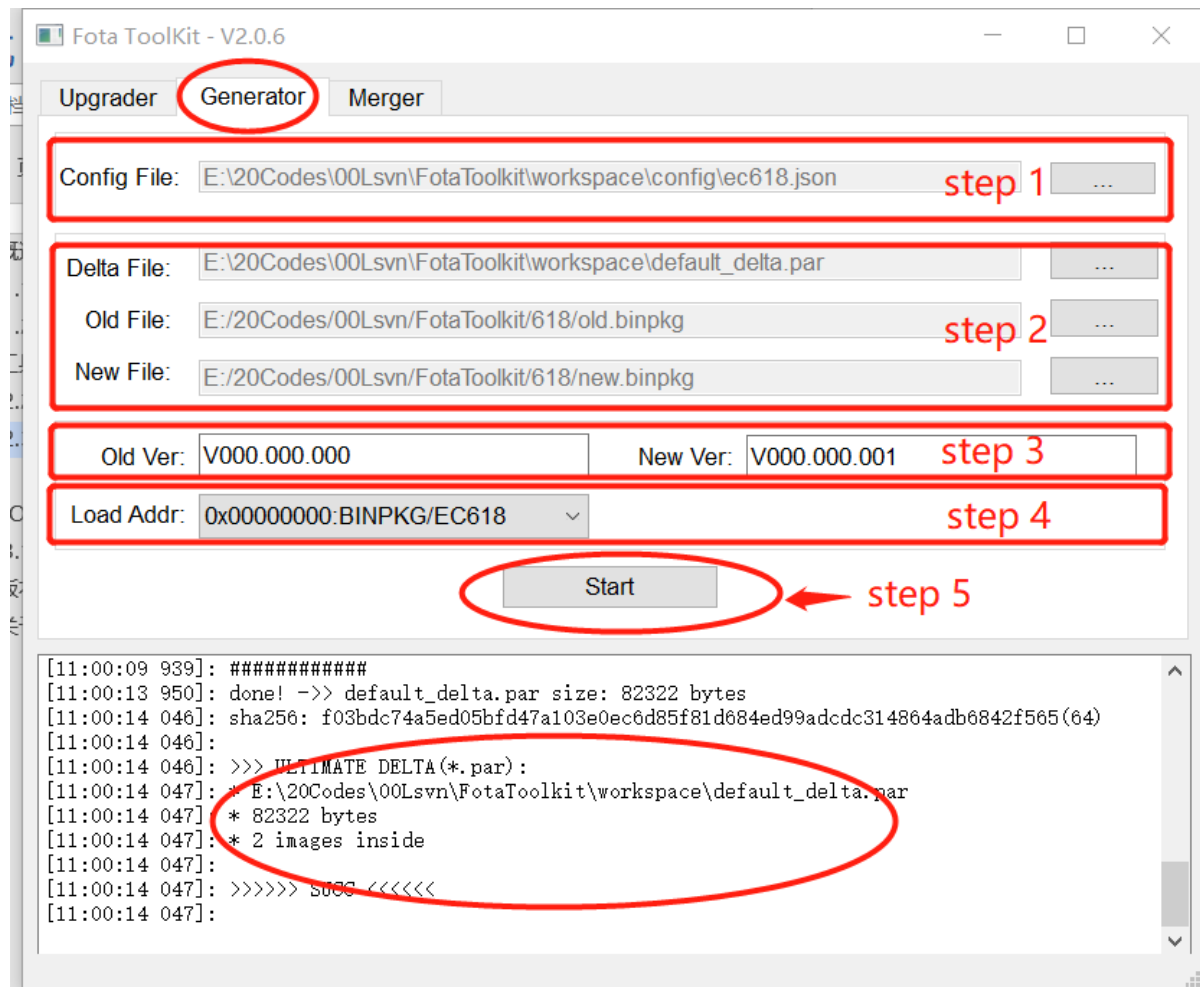 Fota ToolKit - V2.0.6
Upgrader Generator Merger
Config File: E:\20Codes\00Lsvn\FotaToolkit\workspace\config\ec618.json step 1 ...
Delta File: E:\20Codes\00Lsvn\FotaToolkit\workspace\default_delta.par ...
Old File: E:/20Codes/00Lsvn/FotaToolkit/618/old.binpkg step 2 ...
New File: E:/20Codes/00Lsvn/FotaToolkit/618/new.binpkg ...
Old Ver: V000.000.000 New Ver: V000.000.001 step 3
Load Addr: 0x00000000:BINPKG/EC618 step 4
Start step 5
[11:00:09 939]: ############
[11:00:13 950]: done! ->> default_delta.par size: 82322 bytes
[11:00:14 046]: sha256: f03bdc74a5ed05bfd47a103e0ec6d85f81d684ed99adcdc314864adb6842f565(64)
[11:00:14 046]:
[11:00:14 046]: >>> ULTIMATE DELTA(*.par):
[11:00:14 047]: * E:\20Codes\00Lsvn\FotaToolkit\workspace\default_delta.par
[11:00:14 047]: * 82322 bytes
[11:00:14 047]: * 2 images inside
[11:00:14 047]:
[11:00:14 047]: >>>>>> SUCC <<<<<<
[11:00:14 047]: